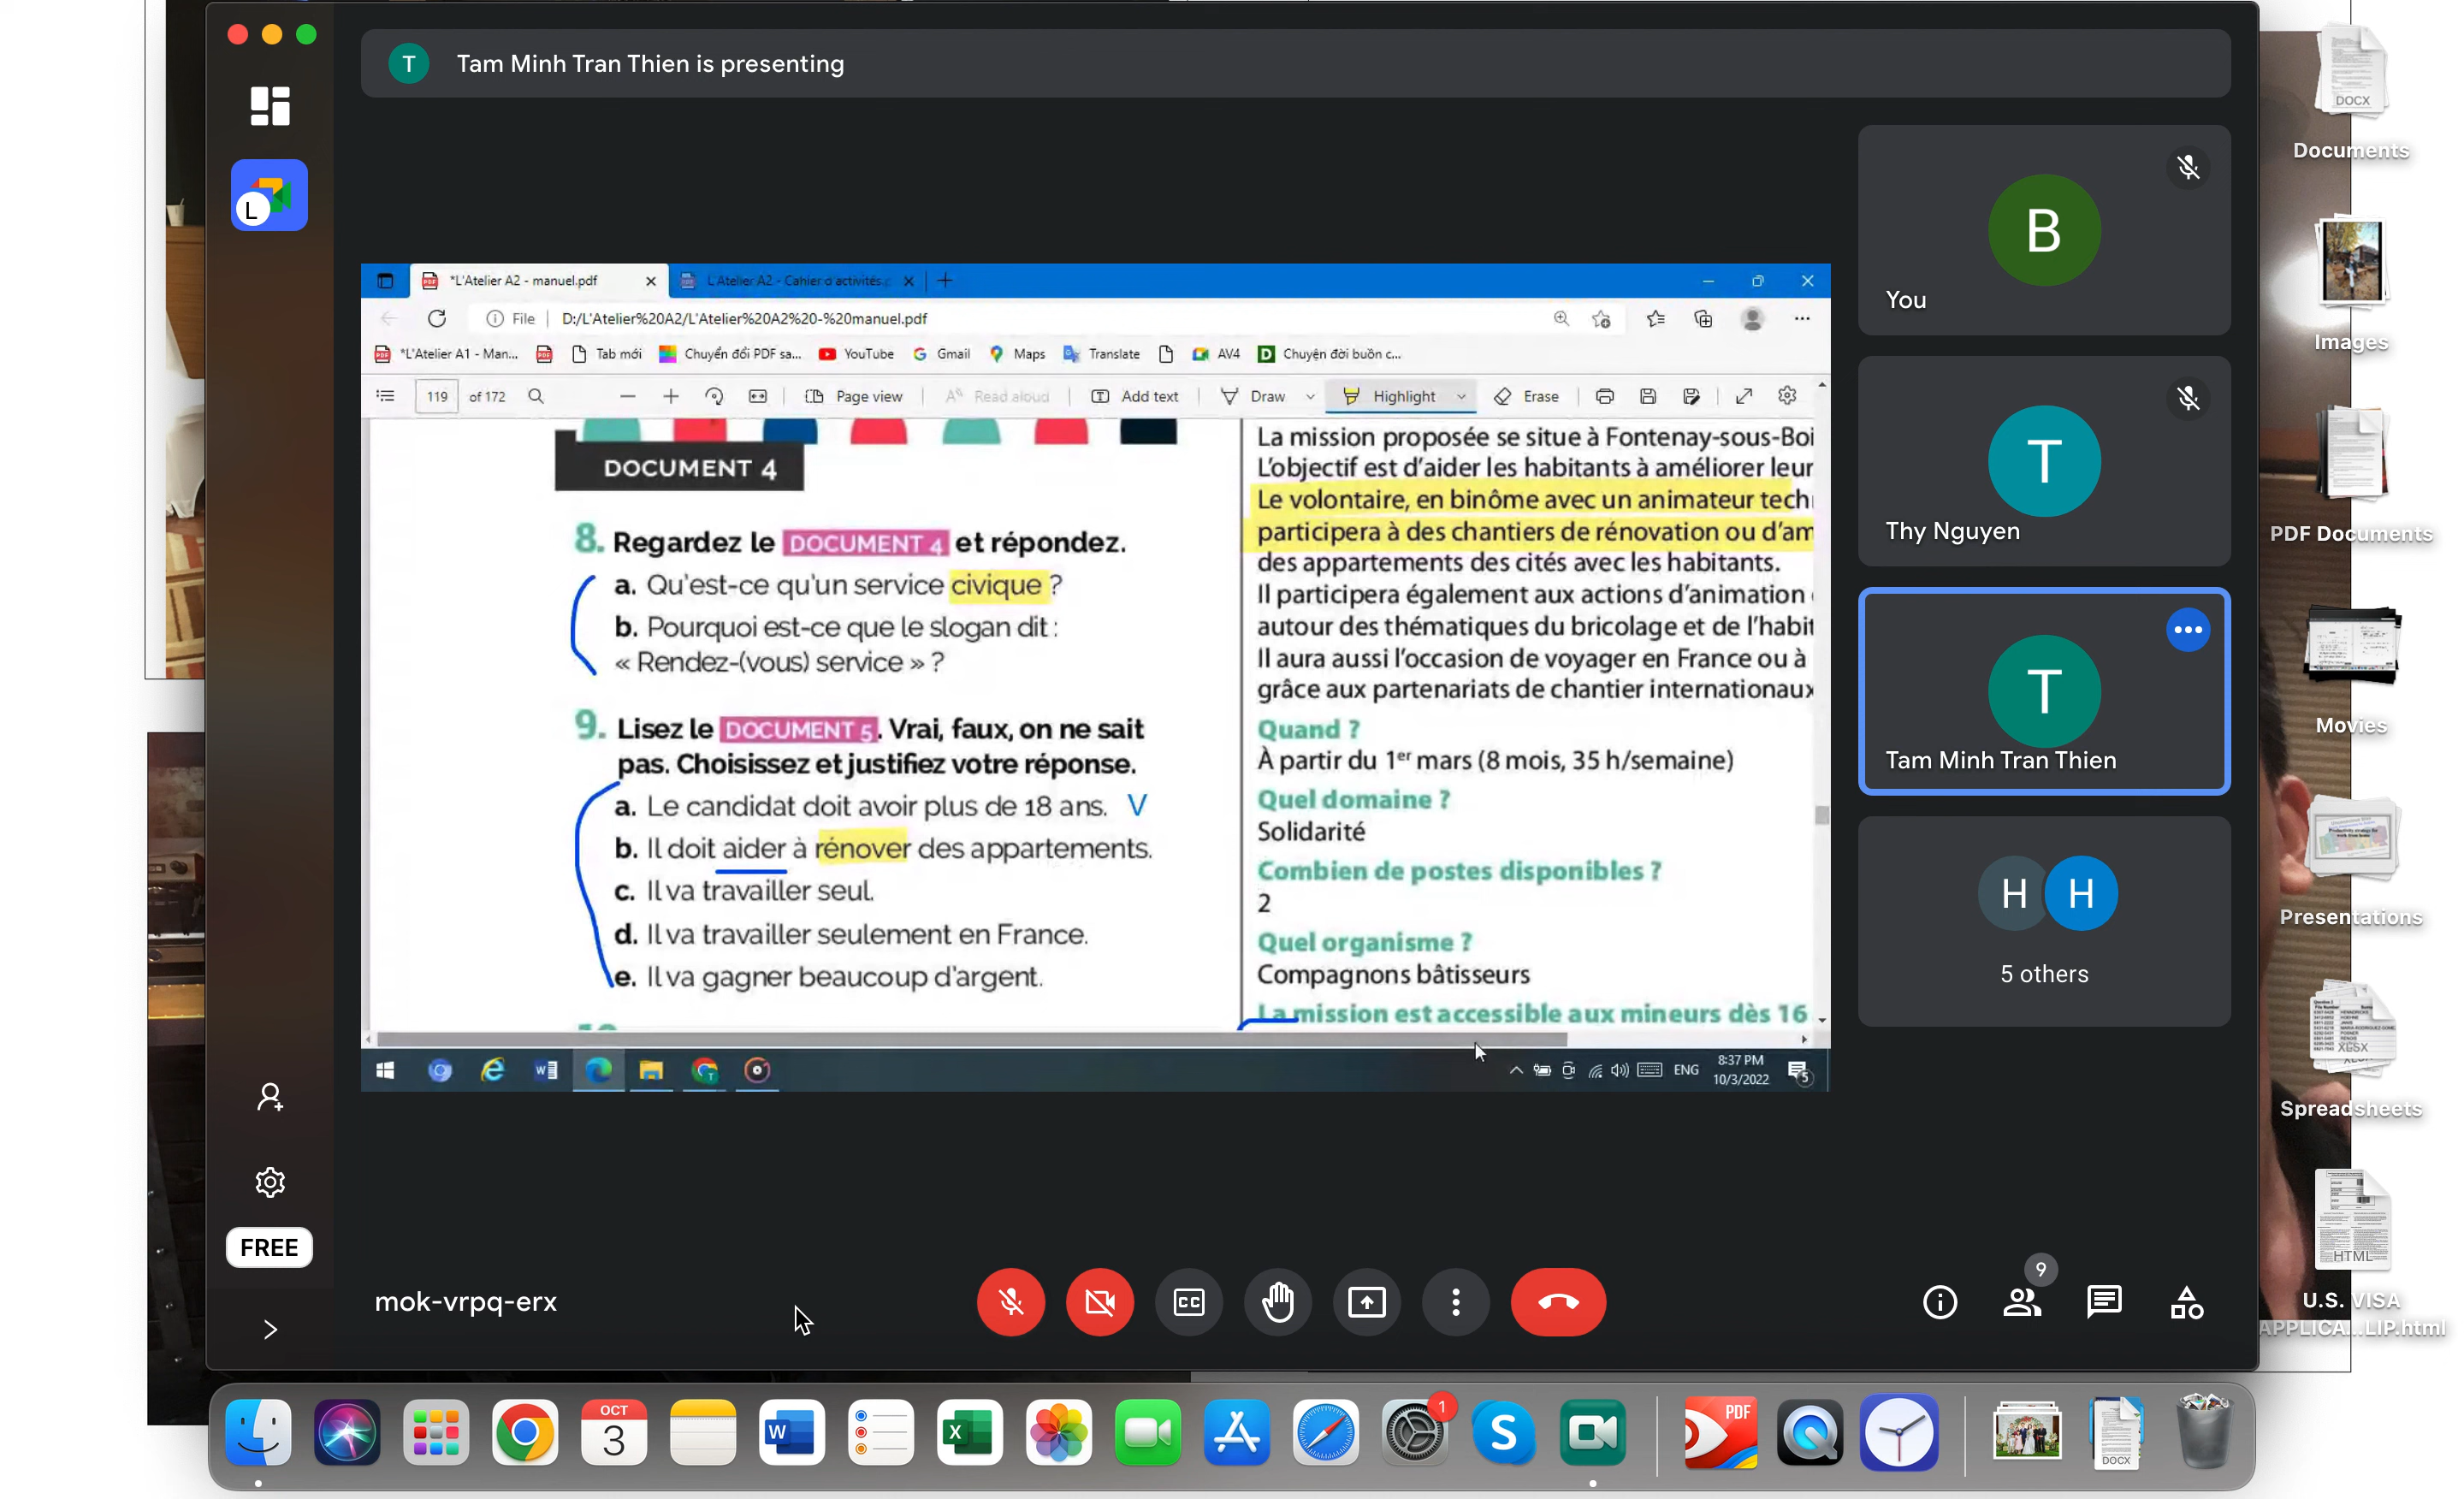 T Tam Minh Tran Thien is presenting
L
*L'Atelier A2 - manuel.pdf
L'Atelier A2 - Cahier d'activités.
File
D:/L'Atelier%20A2/L'Atelier%20A2%20-%20manuel.pdf
*L'Atelier A1 - Man...
Tab mới
Chuyển đổi PDF sa...
YouTube
Gmail
Maps
Translate
AV4
Chuyện đời buồn c...
119 of 172
Page view
Read aloud
Add text
Draw
Highlight
Erase
DOCUMENT 4
8. Regardez le DOCUMENT 4 et répondez.
a. Qu'est-ce qu'un service civique ?
b. Pourquoi est-ce que le slogan dit :
« Rendez-(vous) service » ?
9. Lisez le DOCUMENT 5. Vrai, faux, on ne sait
pas. Choisissez et justifiez votre réponse.
a. Le candidat doit avoir plus de 18 ans. V
b. Il doit aider à rénover des appartements.
c. Il va travailler seul.
d. Il va travailler seulement en France.
e. Il va gagner beaucoup d'argent.
La mission proposée se situe à Fontenay-sous-Boi
L'objectif est d'aider les habitants à améliorer leur
Le volontaire, en binôme avec un animateur tech
participera à des chantiers de rénovation ou d'am
des appartements des cités avec les habitants.
Il participera également aux actions d'animation
autour des thématiques du bricolage et de l'habit
Il aura aussi l'occasion de voyager en France ou à
grâce aux partenariats de chantier internationaux
Quand ?
À partir du 1er mars (8 mois, 35 h/semaine)
Quel domaine ?
Solidarité
Combien de postes disponibles ?
2
Quel organisme ?
Compagnons bâtisseurs
La mission est accessible aux mineurs dès 16
ENG
8:37 PM
10/3/2022
5
B
You
T
Thy Nguyen
T
Tam Minh Tran Thien
H H
5 others
FREE
mok-vrpq-erx
CC
9
DOCX
Documents
Images
PDF Documents
Movies
Presentations
XLSX
Spreadsheets
HTML
U.S. VISA
APPLICA...LIP.html
OCT
3
W
X
1
S
PDF
DOCX